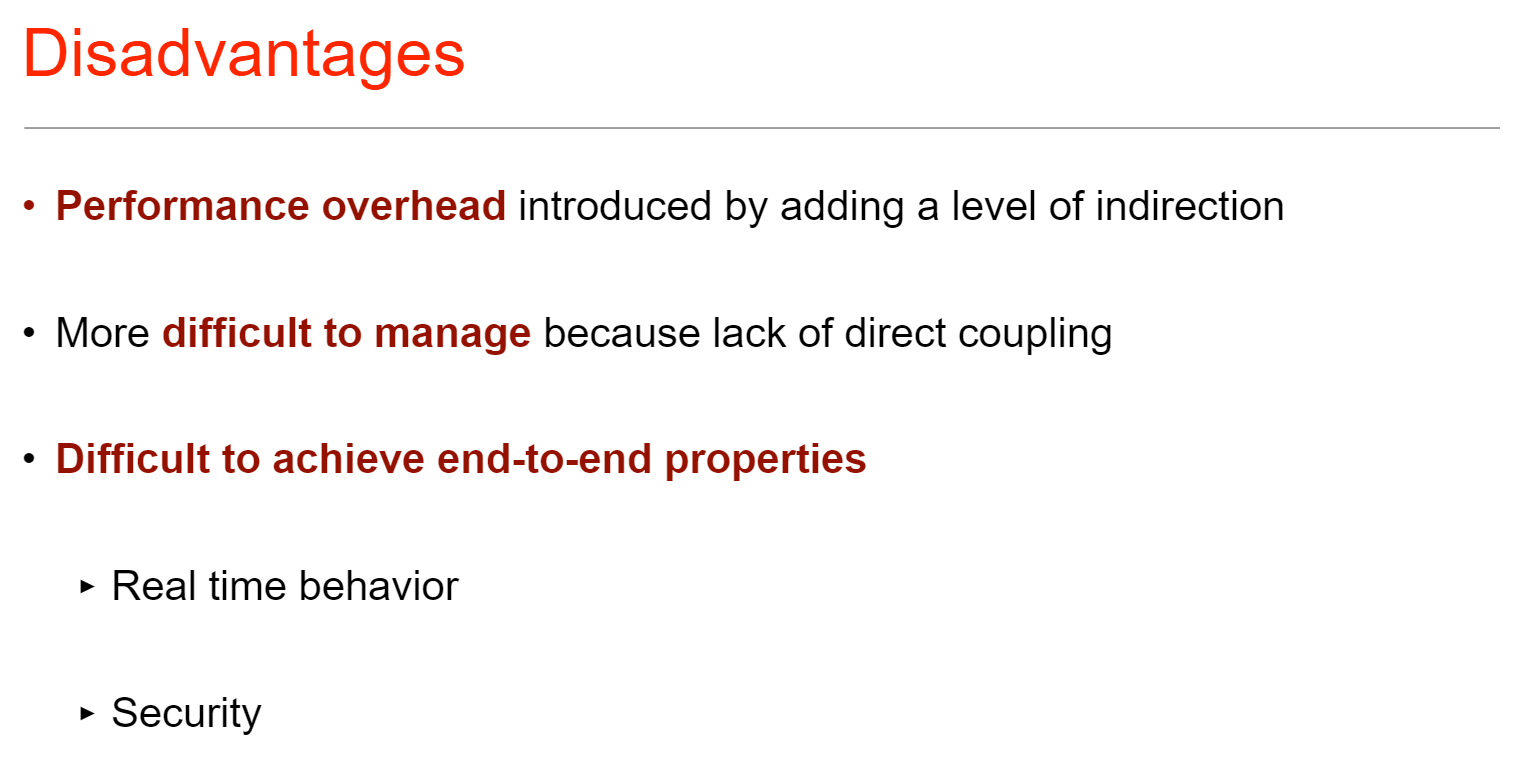 Disadvantages
• Performance overhead introduced by adding a level of indirection
• More difficult to manage because lack of direct coupling
• Difficult to achieve end-to-end properties
▸ Real time behavior
▸ Security